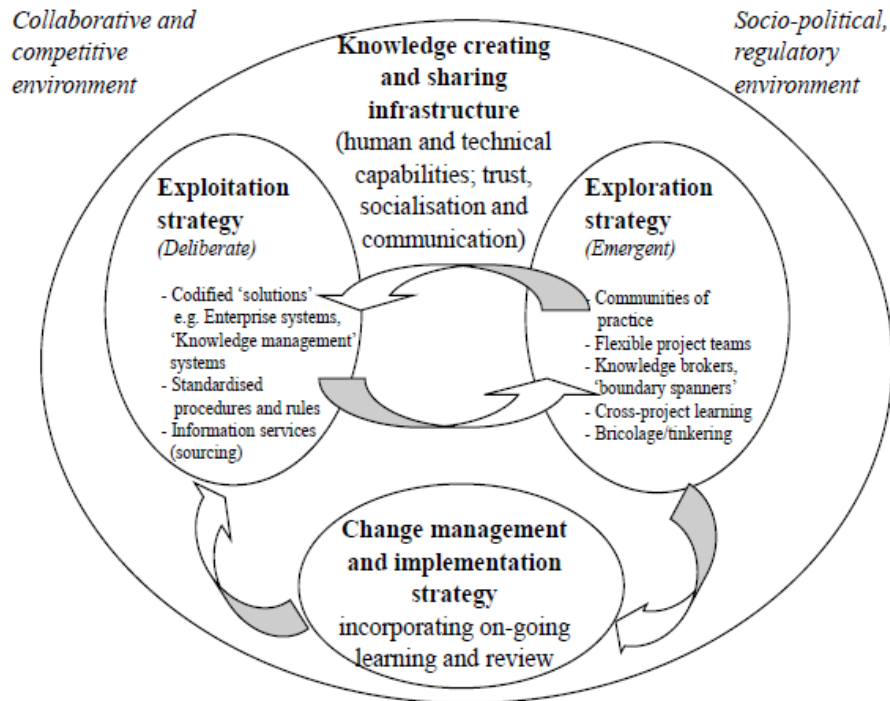 Collaborative and
competitive
environment
Socio-political,
regulatory
environment
Knowledge creating
and sharing
infrastructure
(human and technical
capabilities; trust,
socialisation and
communication)
Exploitation
strategy
(Deliberate)
- Codified ‘solutions’
e.g. Enterprise systems,
‘Knowledge management’
systems
- Standardised
procedures and rules
- Information services
(sourcing)
Exploration
strategy
(Emergent)
- Communities of
practice
- Flexible project teams
- Knowledge brokers,
‘boundary spanners’
- Cross-project learning
- Bricolage/tinkering
Change management
and implementation
strategy
incorporating on-going
learning and review